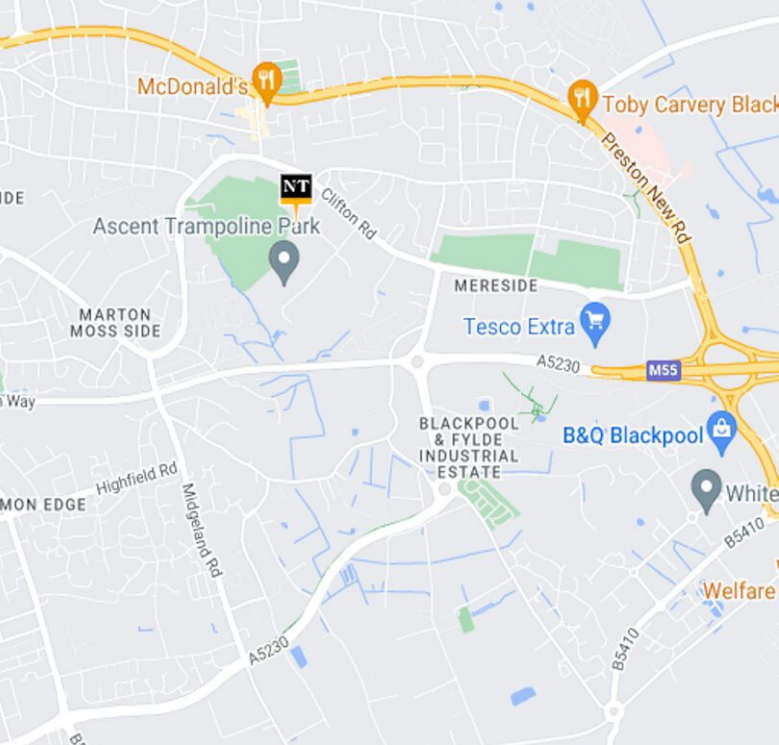 McDonald's
Toby Carvery Black
Preston New Rd
IDE
NT
Clifton Rd
Ascent Trampoline Park
MERESIDE
MARTON
MOSS SIDE
Tesco Extra
A5230
M55
Way
BLACKPOOL
& FYLDE
INDUSTRIAL
ESTATE
B&Q Blackpool
Highfield Rd
MON EDGE
Midgeland Rd
White
B5410
Welfare
A5230
B5410